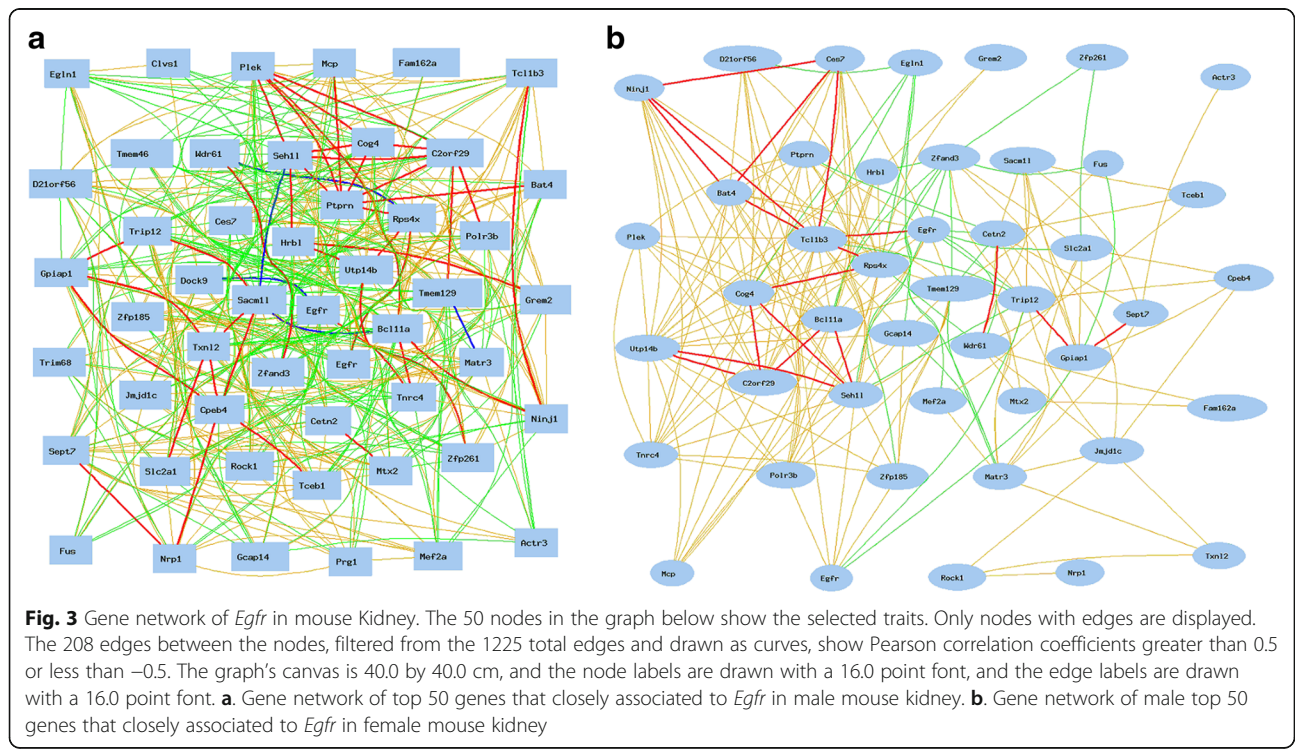 a
Egln1
Clvs1
Plek
Mcp
Fam162a
Tcl1b3
Tmem46
Wdr61
Seh1l
Cog4
C2orf29
D21orf56
Bat4
Ptprn
Trip12
Ces7
Rps4x
Hrbl
Polr3b
Gpiap1
Dock9
Utp14b
Sacm1l
Egfr
Tmem129
Grem2
Zfp185
Bcl11a
Txnl2
Trim68
Zfand3
Egfr
Matr3
Jmjd1c
Cpeb4
Tnrc4
Cetn2
Ninj1
Sept7
Slc2a1
Rock1
Tceb1
Mtx2
Zfp261
Fus
Nrp1
Gcap14
Prg1
Mef2a
Actr3
b
D21orf56
Ces7
Egln1
Grem2
Zfp261
Actr3
Ninj1
Ptprn
Hrbl
Zfand3
Sacm1l
Fus
Bat4
Tceb1
Plek
Tcl1b3
Egfr
Cetn2
Slc2a1
Rps4x
Cog4
Tmem129
Trip12
Cpeb4
Bcl11a
Gcap14
Sept7
Utp14b
Wdr61
Gpiap1
C2orf29
Seh1l
Mef2a
Mtx2
Fam162a
Tnrc4
Polr3b
Zfp185
Matr3
Jmjd1c
Mcp
Egfr
Rock1
Nrp1
Txnl2
Fig. 3 Gene network of Egfr in mouse Kidney. The 50 nodes in the graph below show the selected traits. Only nodes with edges are displayed.
The 208 edges between the nodes, filtered from the 1225 total edges and drawn as curves, show Pearson correlation coefficients greater than 0.5
or less than −0.5. The graph's canvas is 40.0 by 40.0 cm, and the node labels are drawn with a 16.0 point font, and the edge labels are drawn
with a 16.0 point font. a. Gene network of top 50 genes that closely associated to Egfr in male mouse kidney. b. Gene network of male top 50
genes that closely associated to Egfr in female mouse kidney